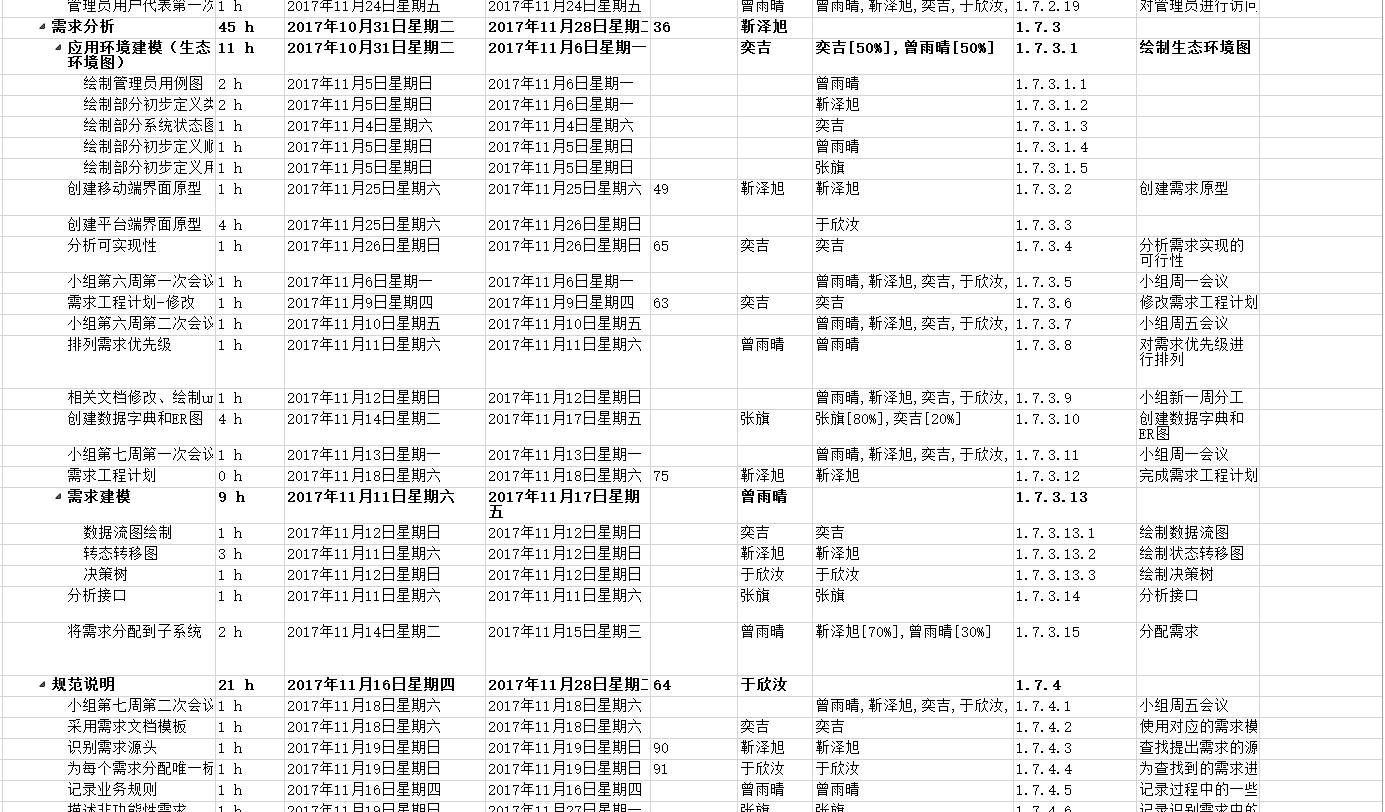 管理员用户代表第一次 1 h 2017年11月24日星期五 2017年11月24日星期五 曾雨晴 曾雨晴,靳泽旭,奕吉,于欣汝, 1.7.2.19 对管理员进行访问
需求分析 45 h 2017年10月31日星期二 2017年11月28日星期二 36 靳泽旭 1.7.3
应用环境建模（生态 11 h 2017年10月31日星期二 2017年11月6日星期一 奕吉 奕吉[50%],曾雨晴[50%] 1.7.3.1 绘制生态环境图
环境图）
绘制管理员用例图 2 h 2017年11月5日星期日 2017年11月6日星期一 曾雨晴 1.7.3.1.1
绘制部分初步定义类 2 h 2017年11月5日星期日 2017年11月6日星期一 靳泽旭 1.7.3.1.2
绘制部分系统状态图 1 h 2017年11月4日星期六 2017年11月4日星期六 奕吉 1.7.3.1.3
绘制部分初步定义顺 1 h 2017年11月5日星期日 2017年11月5日星期日 曾雨晴 1.7.3.1.4
绘制部分初步定义用 1 h 2017年11月5日星期日 2017年11月5日星期日 张旗 1.7.3.1.5
创建移动端界面原型 1 h 2017年11月25日星期六 2017年11月25日星期六 49 靳泽旭 靳泽旭 1.7.3.2 创建需求原型
创建平台端界面原型 4 h 2017年11月25日星期六 2017年11月26日星期日 于欣汝 1.7.3.3
分析可实现性 1 h 2017年11月26日星期日 2017年11月26日星期日 65 奕吉 奕吉 1.7.3.4 分析需求实现的
可行性
小组第六周第一次会议 1 h 2017年11月6日星期一 2017年11月6日星期一 曾雨晴,靳泽旭,奕吉,于欣汝, 1.7.3.5 小组周一会议
需求工程计划-修改 1 h 2017年11月9日星期四 2017年11月9日星期四 63 奕吉 奕吉 1.7.3.6 修改需求工程计划
小组第六周第二次会议 1 h 2017年11月10日星期五 2017年11月10日星期五 曾雨晴,靳泽旭,奕吉,于欣汝, 1.7.3.7 小组周五会议
排列需求优先级 1 h 2017年11月11日星期六 2017年11月11日星期六 曾雨晴 曾雨晴 1.7.3.8 对需求优先级进
行排列
相关文档修改、绘制ur 1 h 2017年11月12日星期日 2017年11月12日星期日 曾雨晴,靳泽旭,奕吉,于欣汝, 1.7.3.9 小组新一周分工
创建数据字典和ER图 4 h 2017年11月14日星期二 2017年11月17日星期五 张旗 张旗[80%],奕吉[20%] 1.7.3.10 创建数据字典和
ER图
小组第七周第一次会议 1 h 2017年11月13日星期一 2017年11月13日星期一 曾雨晴,靳泽旭,奕吉,于欣汝, 1.7.3.11 小组周一会议
需求工程计划 0 h 2017年11月18日星期六 2017年11月18日星期六 75 靳泽旭 靳泽旭 1.7.3.12 完成需求工程计划
需求建模 9 h 2017年11月11日星期六 2017年11月17日星期 曾雨晴 1.7.3.13
五
数据流图绘制 1 h 2017年11月12日星期日 2017年11月12日星期日 奕吉 奕吉 1.7.3.13.1 绘制数据流图
转态转移图 3 h 2017年11月11日星期六 2017年11月12日星期日 靳泽旭 靳泽旭 1.7.3.13.2 绘制状态转移图
决策树 1 h 2017年11月12日星期日 2017年11月12日星期日 于欣汝 于欣汝 1.7.3.13.3 绘制决策树
分析接口 1 h 2017年11月11日星期六 2017年11月11日星期六 张旗 张旗 1.7.3.14 分析接口
将需求分配到子系统 2 h 2017年11月14日星期二 2017年11月15日星期三 曾雨晴 靳泽旭[70%],曾雨晴[30%] 1.7.3.15 分配需求
规范说明 21 h 2017年11月16日星期四 2017年11月28日星期二 64 于欣汝 1.7.4
小组第七周第二次会议 1 h 2017年11月18日星期六 2017年11月18日星期六 曾雨晴,靳泽旭,奕吉,于欣汝, 1.7.4.1 小组周五会议
采用需求文档模板 1 h 2017年11月18日星期六 2017年11月18日星期六 奕吉 奕吉 1.7.4.2 使用对应的需求模
识别需求源头 1 h 2017年11月19日星期日 2017年11月19日星期日 90 靳泽旭 靳泽旭 1.7.4.3 查找提出需求的源
为每个需求分配唯一标 1 h 2017年11月19日星期日 2017年11月19日星期日 91 于欣汝 于欣汝 1.7.4.4 为查找到的需求进
记录业务规则 1 h 2017年11月16日星期四 2017年11月16日星期四 曾雨晴 曾雨晴 1.7.4.5 记录过程中的一些
描述非功能性需求 1 h 2017年11月19日星期日 2017年11月27日星期一 张旗 张旗 1.7.4.6 记录识别需求中的